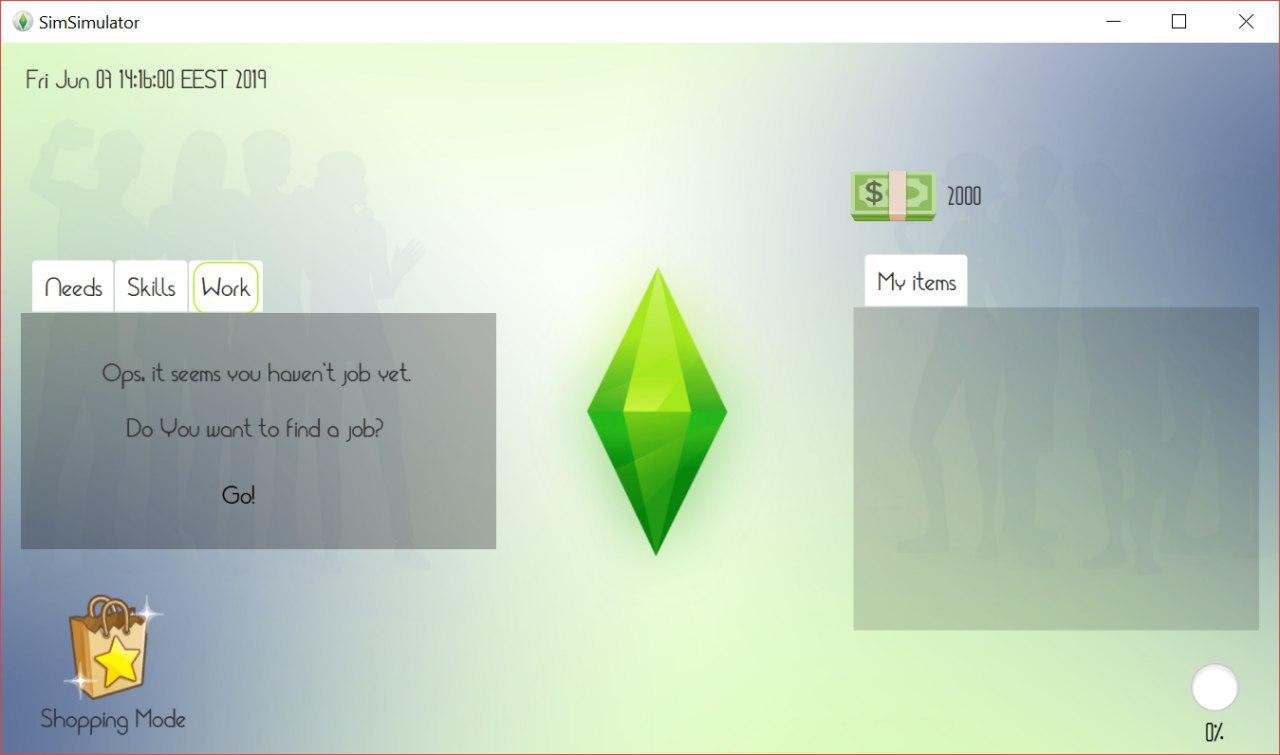 SimSimulator
Fri Jun 07 14:16:00 EEST 2019
2000
Needs Skills Work
My items
Ops, it seems you haven't job yet.
Do You want to find a job?
Go!
Shopping Mode
0%